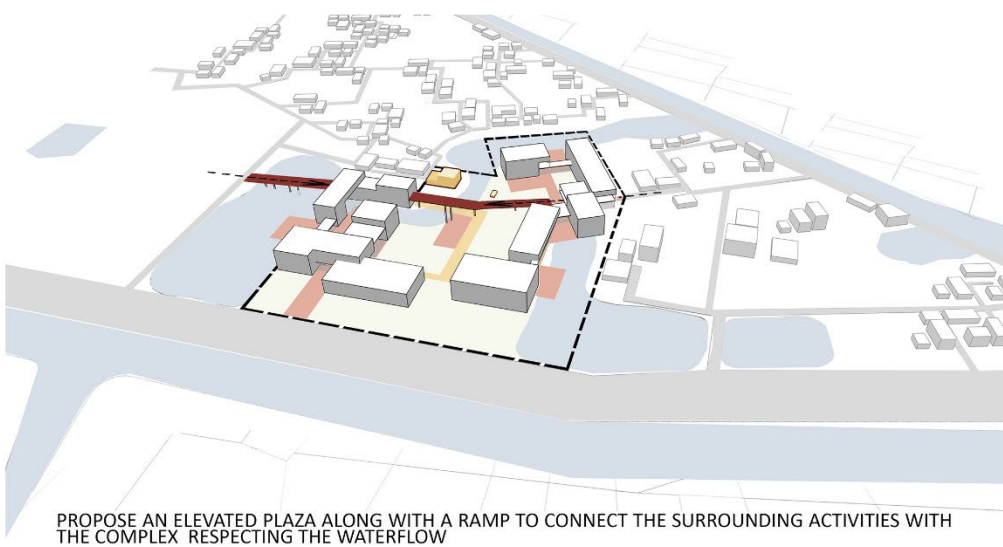 PROPOSE AN ELEVATED PLAZA ALONG WITH A RAMP TO CONNECT THE SURROUNDING ACTIVITIES WITH
THE COMPLEX RESPECTING THE WATERFLOW